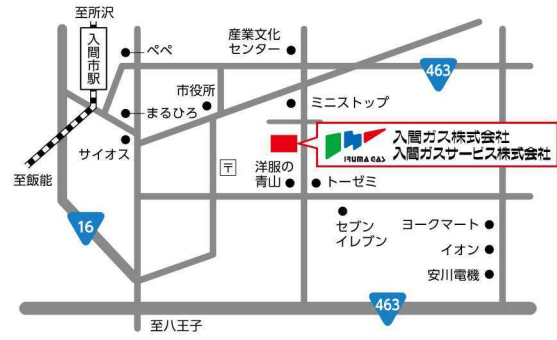 至所沢
入間市駅
ペペ
産業文化
センター
463
市役所
まるひろ
ミニストップ
サイオス
入間ガス株式会社
入間ガスサービス株式会社
IRUMA GAS
至飯能
〒
洋服の
青山
トーゼミ
16
セブン
イレブン
ヨークマート
イオン
安川電機
463
至八王子